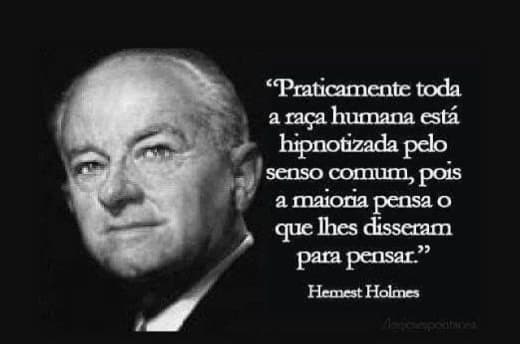 “Praticamente toda
a raça humana está
hipnotizada pelo
senso comum, pois
a maioria pensa o
que lhes disseram
para pensar.”
Hemest Holmes